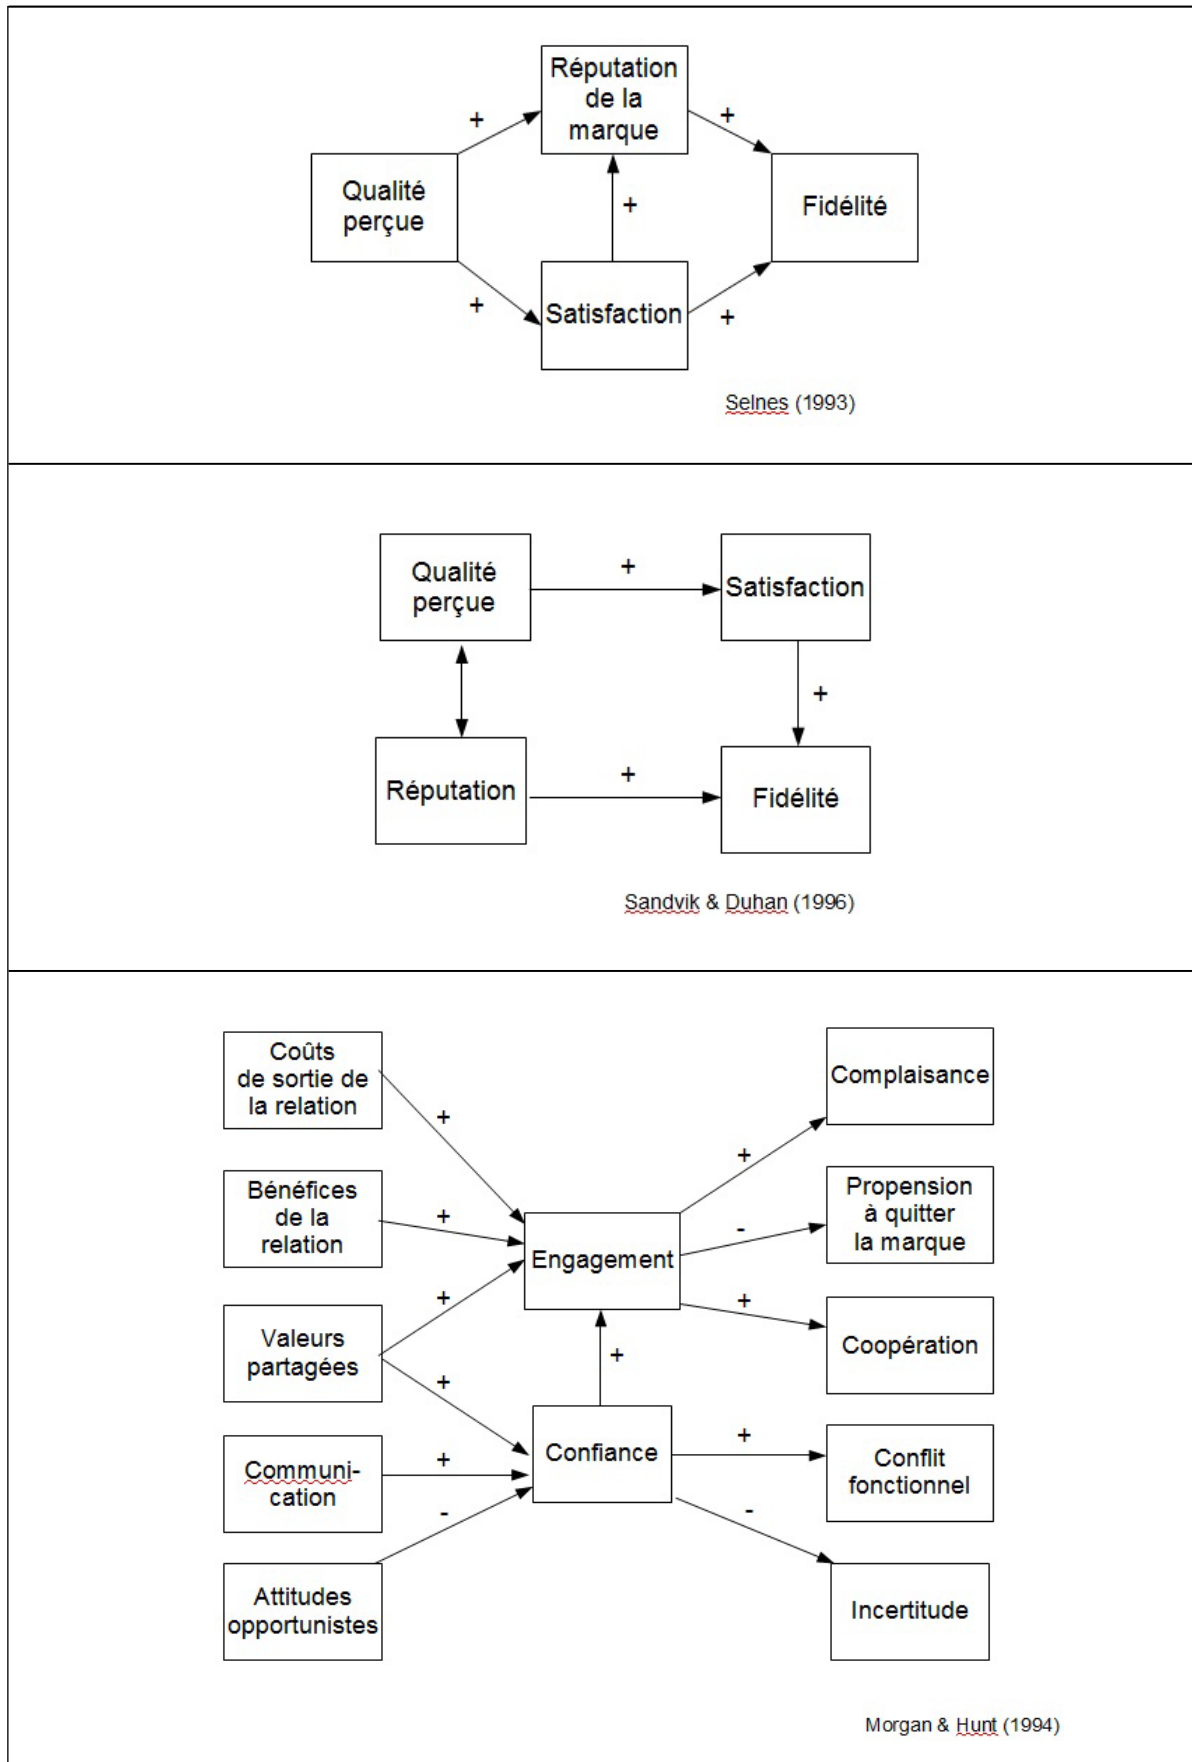 Réputation
de la
marque
+
+
Qualité
perçue
+
Fidélité
+
Satisfaction
+
Selnes (1993)
Qualité
perçue
+
Satisfaction
+
Réputation
+
Fidélité
Sandvik & Duhan (1996)
Coûts
de sortie de
la relation
+
Complaisance
+
Bénéfices
de la
relation
+
Engagement
-
Propension
à quitter
la marque
+
+
Coopération
Valeurs
partagées
+
+
Communi-
cation
+
Confiance
+
Conflit
fonctionnel
-
-
Attitudes
opportunistes
Incertitude
Morgan & Hunt (1994)